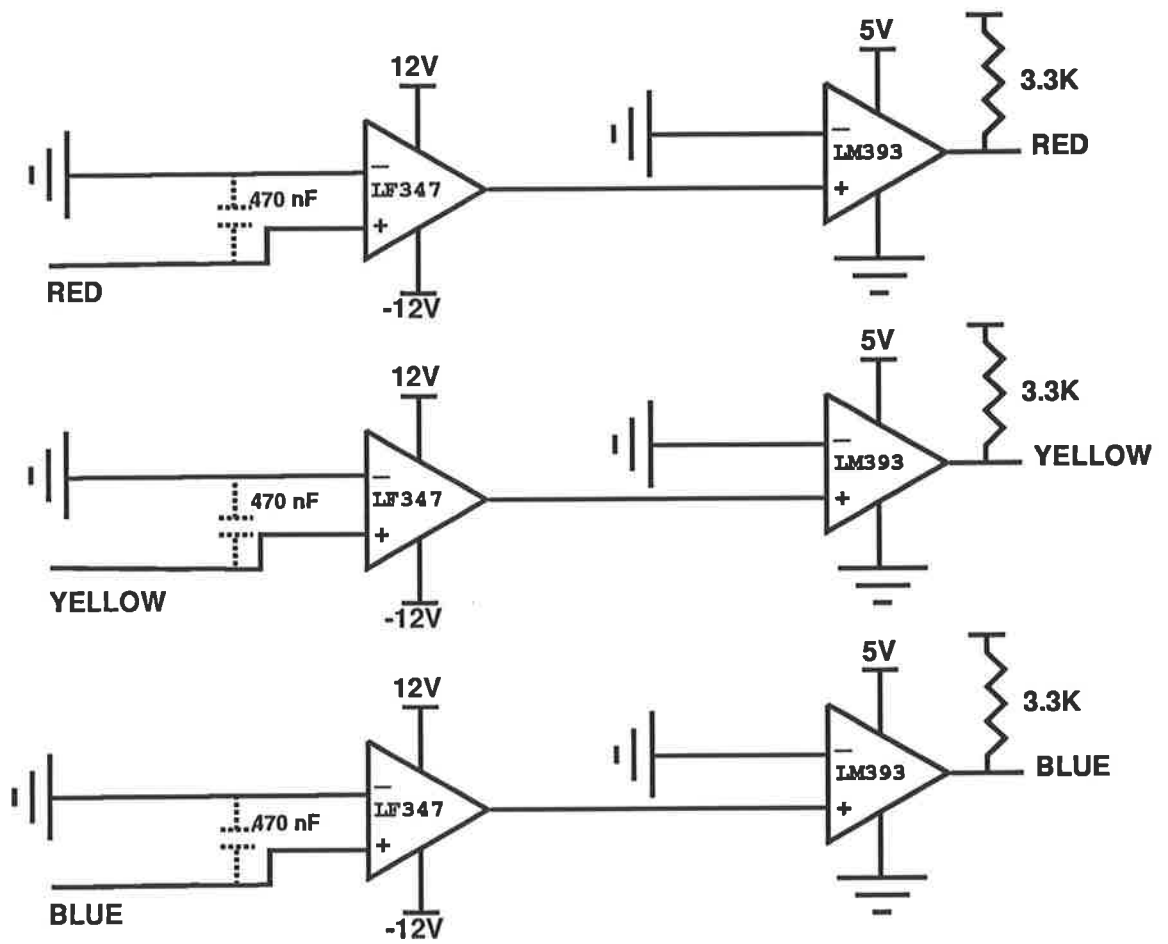 5V
12V
3.3K
−
RED
−
LM393
470 nF
LF347
+
+
RED
-12V
5V
12V
3.3K
−
YELLOW
−
LM393
470 nF
LF347
+
+
YELLOW
-12V
5V
12V
3.3K
−
BLUE
−
LM393
470 nF
LF347
+
+
BLUE
-12V